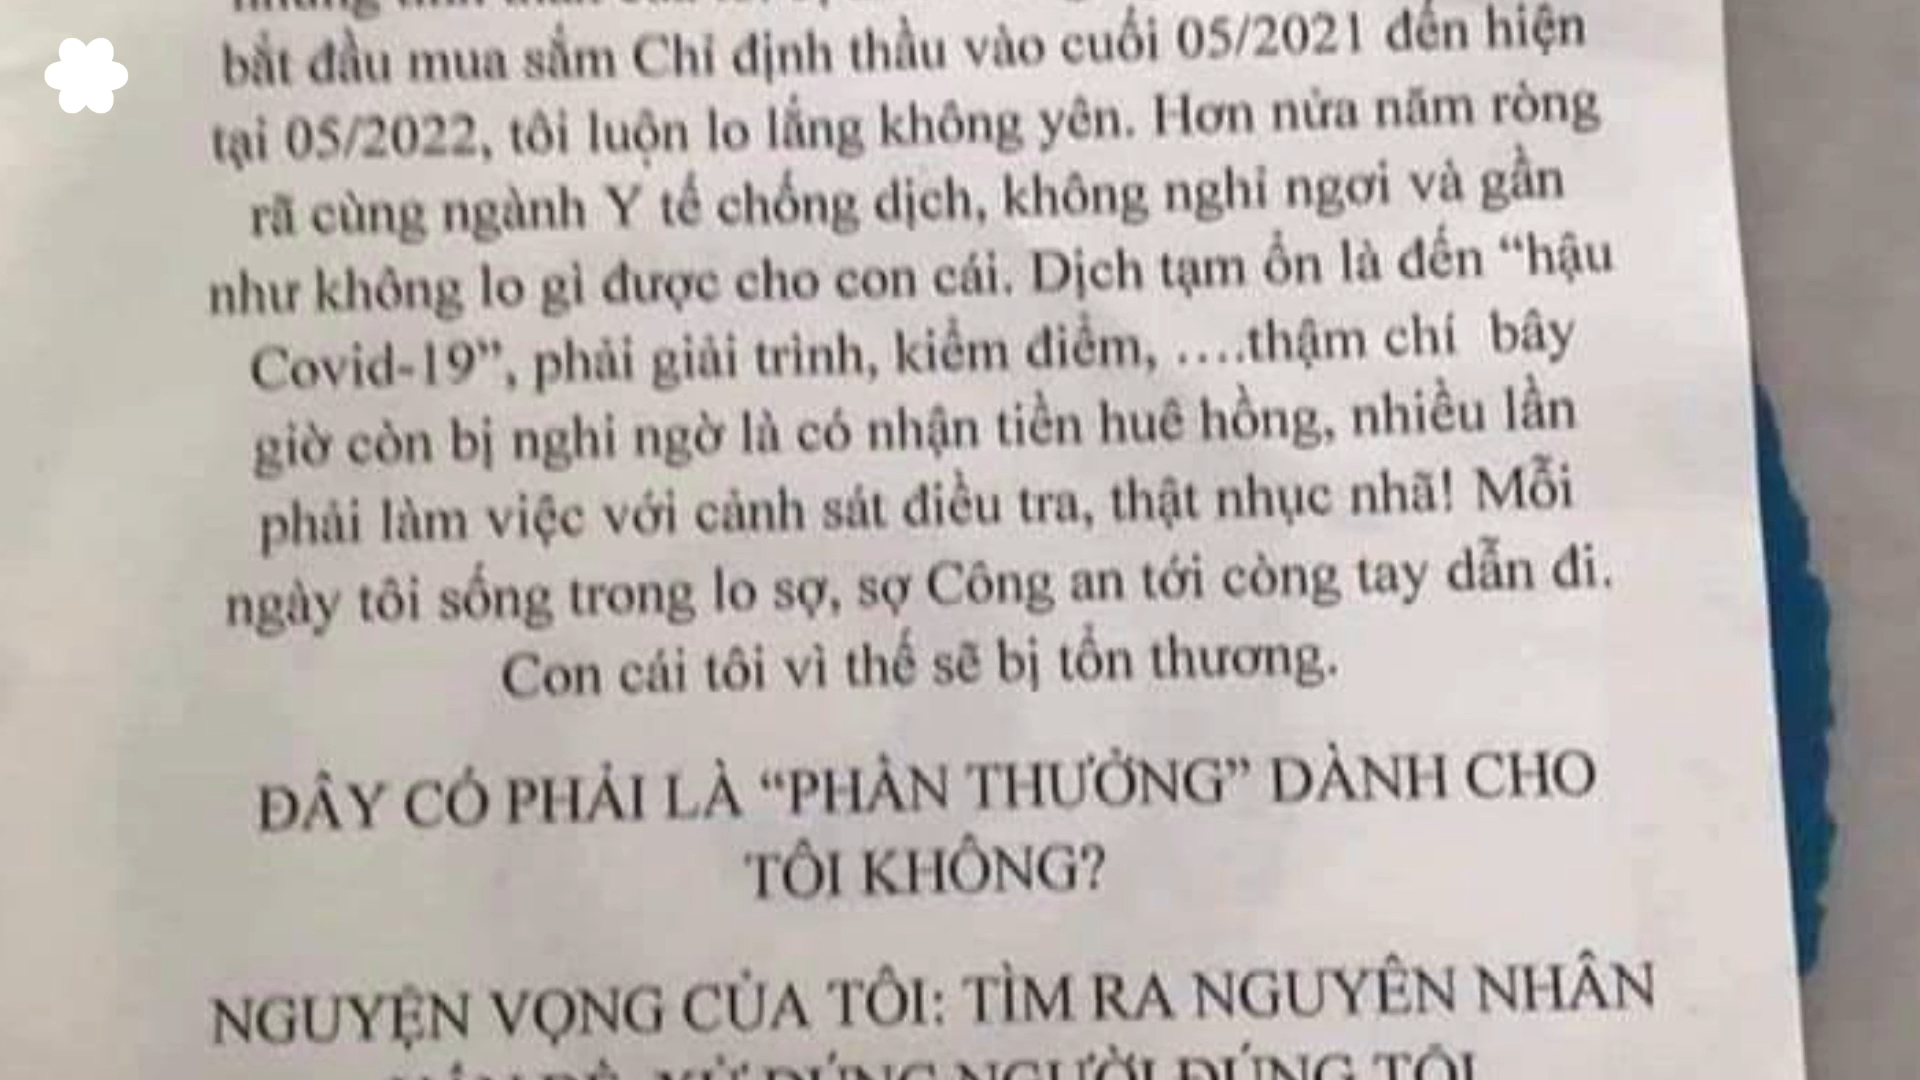 bắt đầu mua sắm Chỉ định thầu vào cuối 05/2021 đến hiện
tại 05/2022, tôi luộn lo lắng không yên. Hơn nửa năm ròng
rã cùng ngành Y tế chống dịch, không nghỉ ngơi và gần
như không lo gì được cho con cái. Dịch tạm ổn là đến “hậu
Covid-19”, phải giải trình, kiểm điểm, ….thậm chí bây
giờ còn bị nghi ngờ là có nhận tiền huê hồng, nhiều lần
phải làm việc với cảnh sát điều tra, thật nhục nhã! Mỗi
ngày tôi sống trong lo sợ, sợ Công an tới còng tay dẫn đi.
Con cái tôi vì thế sẽ bị tổn thương.
ĐÂY CÓ PHẢI LÀ “PHẦN THƯỞNG” DÀNH CHO
TÔI KHÔNG?
NGUYỆN VỌNG CỦA TÔI: TÌM RA NGUYÊN NHÂN
XỬ ĐÚNG NGƯỜI ĐÚNG TỘI